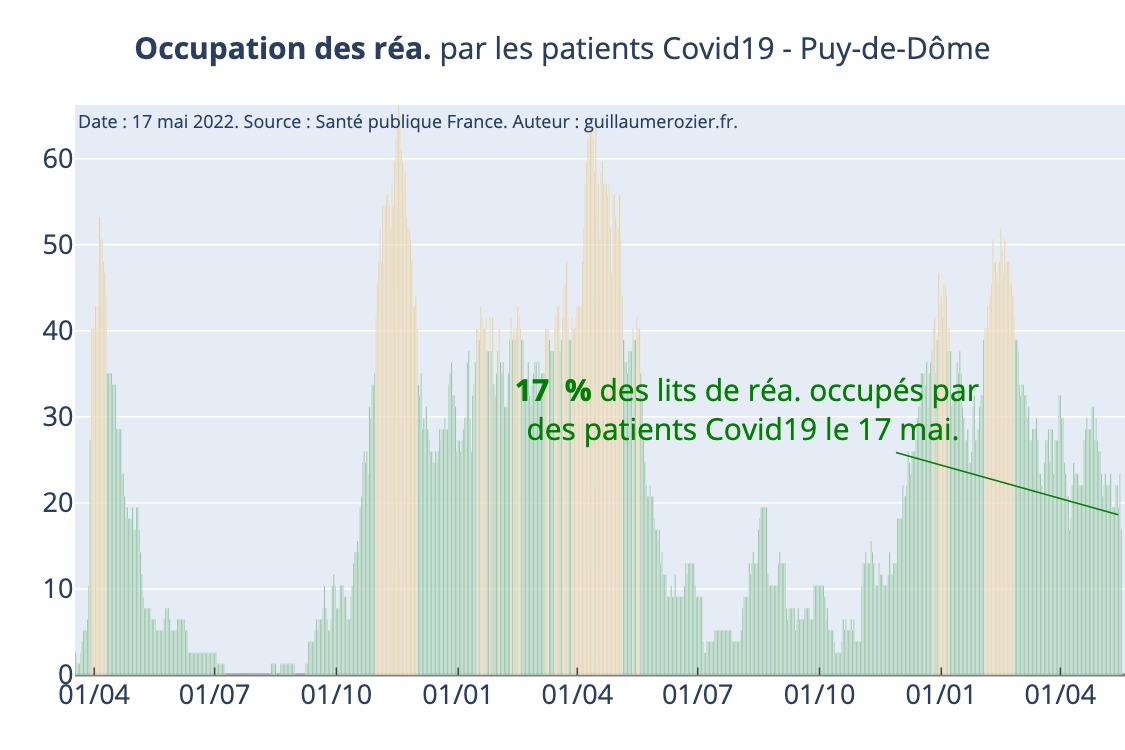 Occupation des réa. par les patients Covid19 - Puy-de-Dôme
Date : 17 mai 2022. Source : Santé publique France. Auteur : guillaumerozier.fr.
60
50
40
30
20
10
0
17 % des lits de réa. occupés par
des patients Covid19 le 17 mai.
01/04 01/07 01/10 01/01 01/04 01/07 01/10 01/01 01/04